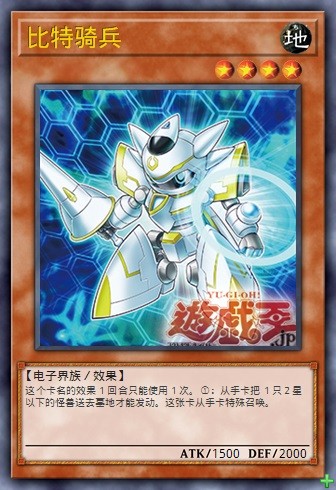 比特骑兵
地
YU-GI-OH!
遊戯王
.JP
【电子界族／效果】
这个卡名的效果1回合只能使用1次。①：从手卡把1只2星
以下的怪兽送去墓地才能发动。这张卡从手卡特殊召唤。
ATK/1500 DEF/2000